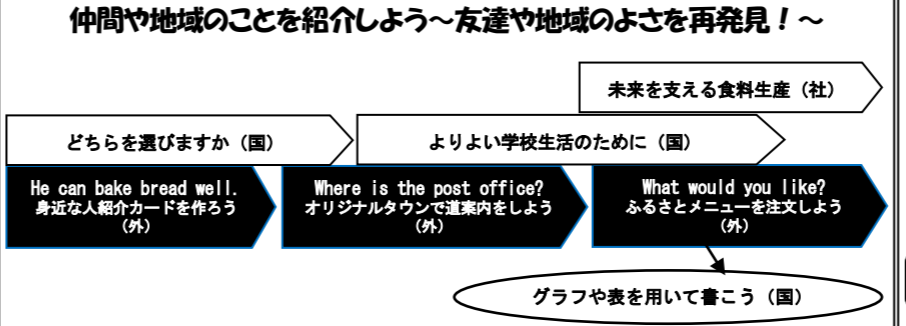 仲間や地域のことを紹介しよう～友達や地域のよさを再発見！～
未来を支える食料生産（社）
どちらを選びますか（国）
よりよい学校生活のために（国）
He can bake bread well.
身近な人紹介カードを作ろう
（外）
Where is the post office?
オリジナルタウンで道案内をしよう
（外）
What would you like?
ふるさとメニューを注文しよう
（外）
グラフや表を用いて書こう（国）